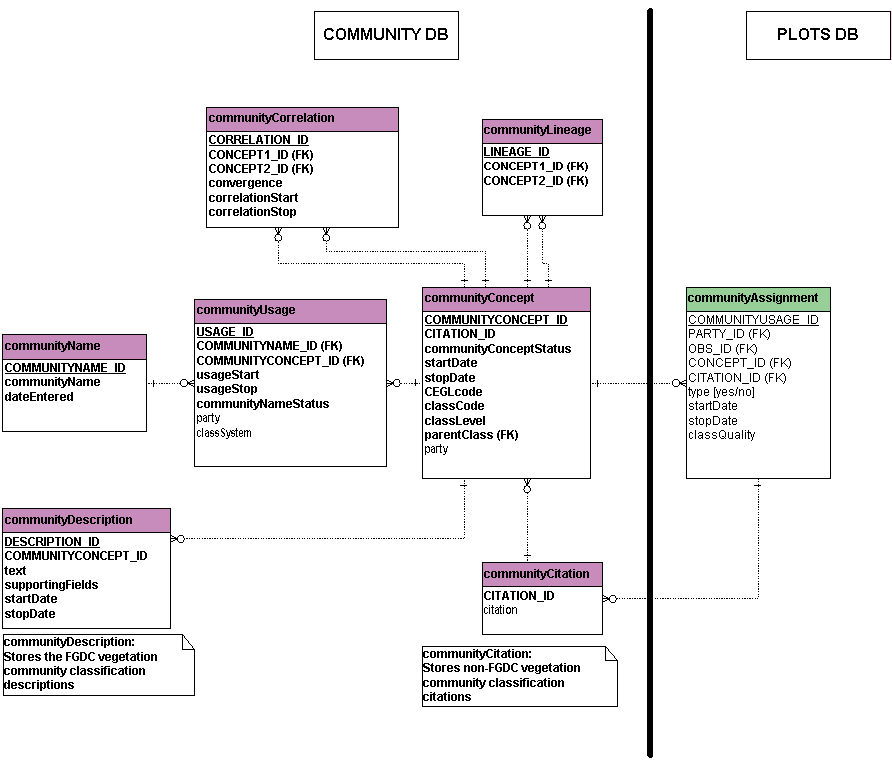 COMMUNITY DB
PLOTS DB
communityCorrelation
CORRELATION_ID
CONCEPT1_ID (FK)
CONCEPT2_ID (FK)
convergence
correlationStart
correlationStop
communityLineage
LINEAGE_ID
CONCEPT1_ID (FK)
CONCEPT2_ID (FK)
communityName
COMMUNITYNAME_ID
communityName
dateEntered
communityUsage
USAGE_ID
COMMUNITYNAME_ID (FK)
COMMUNITYCONCEPT_ID (FK)
usageStart
usageStop
communityNameStatus
party
classSystem
communityConcept
COMMUNITYCONCEPT_ID
CITATION_ID
communityConceptStatus
startDate
stopDate
CEGLcode
classCode
classLevel
parentClass (FK)
party
communityAssignment
COMMUNITYUSAGE_ID
PARTY_ID (FK)
OBS_ID (FK)
CONCEPT_ID (FK)
CITATION_ID (FK)
type [yes/no]
startDate
stopDate
classQuality
communityDescription
DESCRIPTION_ID
COMMUNITYCONCEPT_ID
text
supportingFields
startDate
stopDate
communityCitation
CITATION_ID
citation
communityDescription:
Stores the FGDC vegetation
community classification
descriptions
communityCitation:
Stores non-FGDC vegetation
community classification
citations